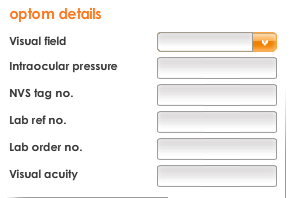 optom details
Visual field
Intraocular pressure
NVS tag no.
Lab ref no.
Lab order no.
Visual acuity